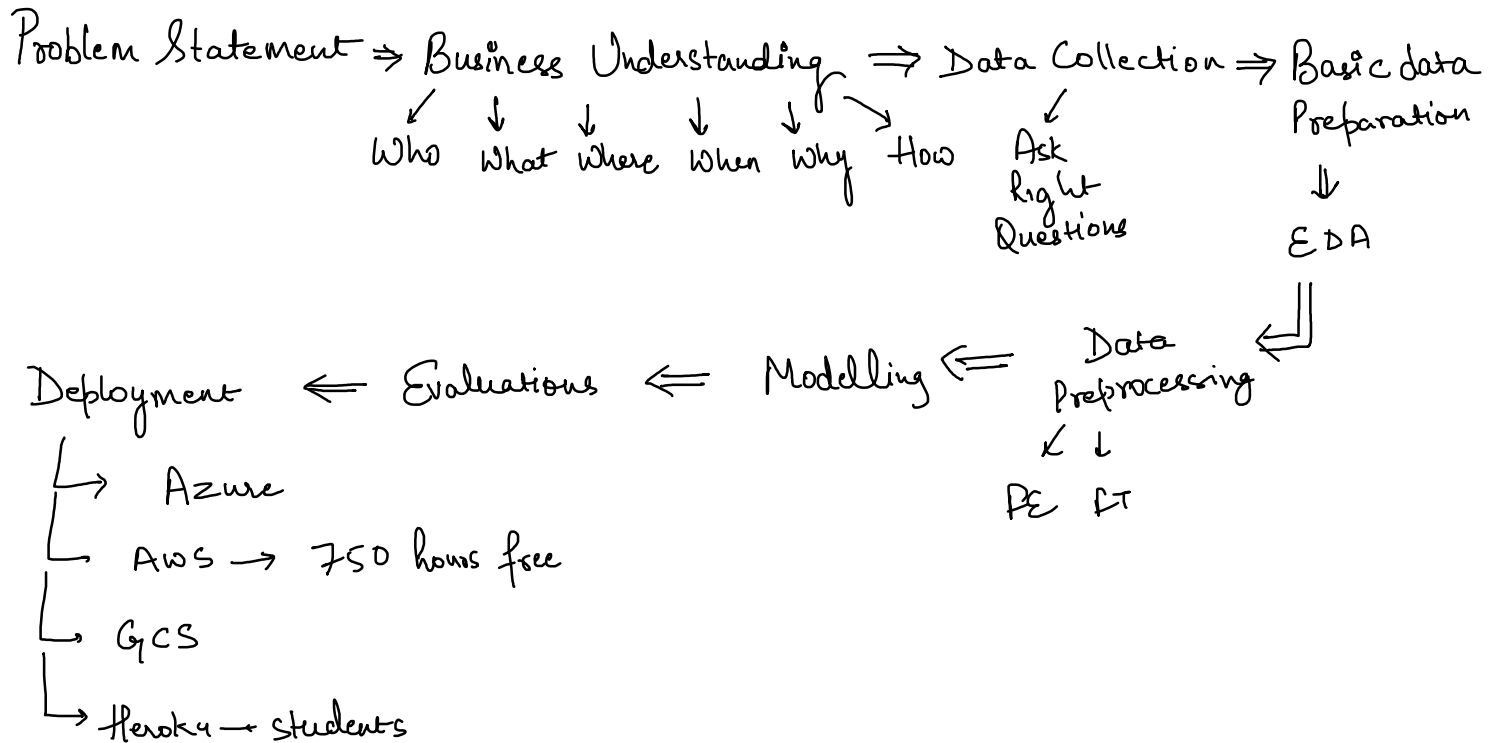 Problem Statement ⇒ Business Understanding ⇒ Data Collection ⇒ Basic data
Preparation
Who What Where When Why How
Ask
Right
Questions
EDA
Data
Preprocessing
Deployment ⇐ Evaluations ⇐ Modelling ⇐
FE FT
Azure
AWS → 750 hours free
GCS
Heroku → students